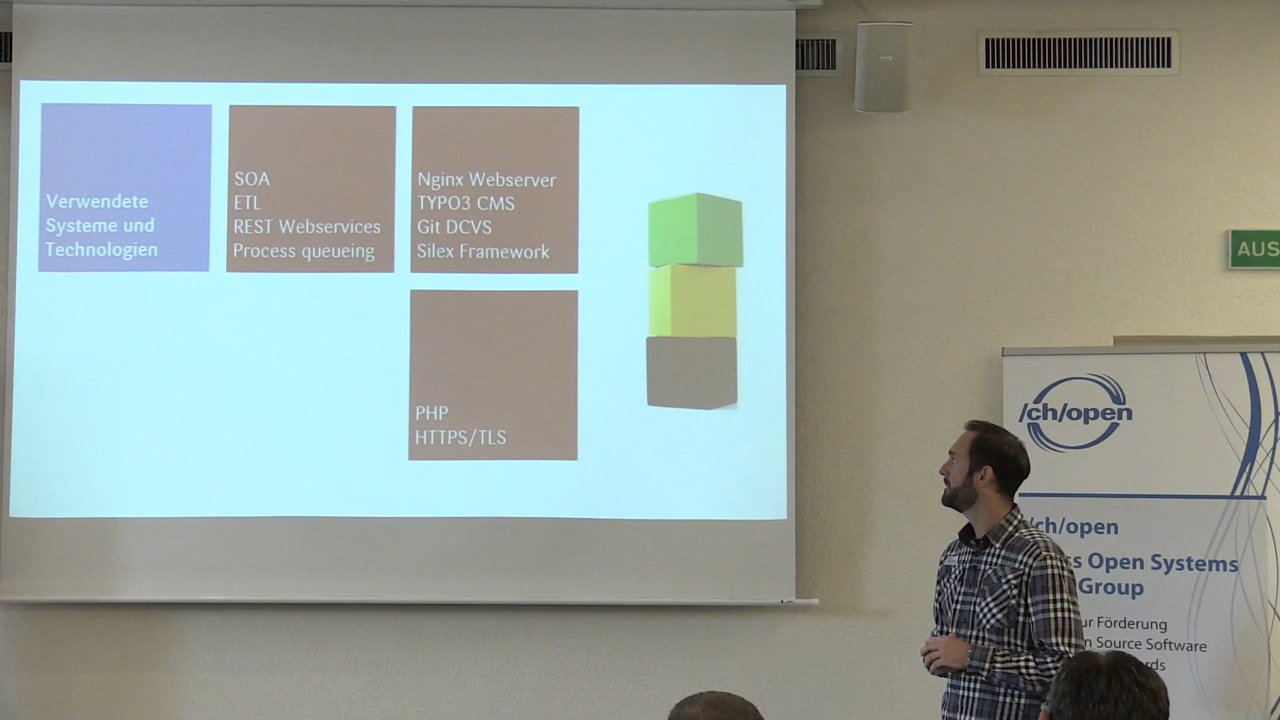 Verwendete
Systeme und
Technologien
SOA
ETL
REST Webservices
Process queueing
Nginx Webserver
TYPO3 CMS
Git DCVS
Silex Framework
PHP
HTTPS/TLS
AUS
/ch/open
/ch/open
Open Systems
Group
Förderung
Source Software